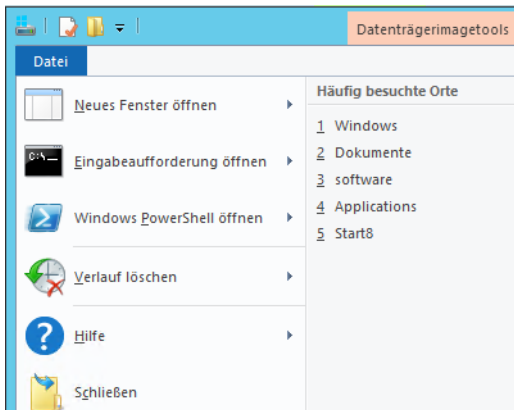 Datenträgerimagetools
Datei
Neues Fenster öffnen
C:\
Eingabeaufforderung öffnen
Windows PowerShell öffnen
Verlauf löschen
Hilfe
Schließen
Häufig besuchte Orte
1 Windows
2 Dokumente
3 software
4 Applications
5 Start8